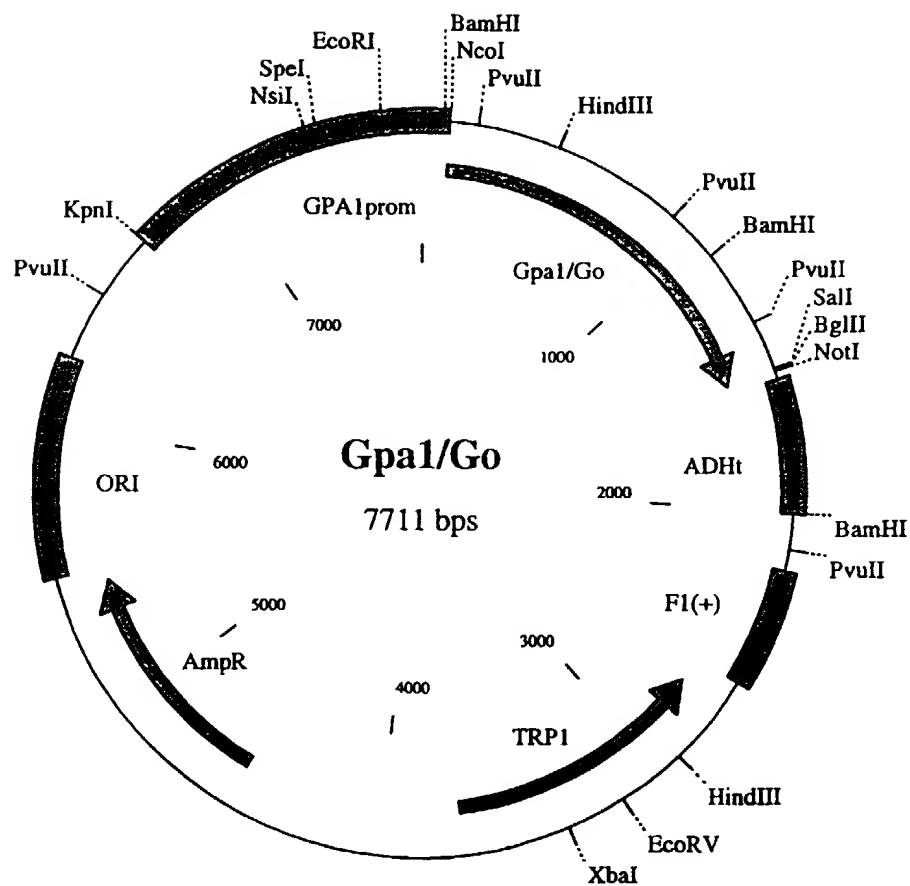 BamHI
EcoRI
NcoI
SpeI
PvuII
NsiI
HindIII
PvuII
KpnI
GPA1prom
BamHI
PvuII
Gpa1/Go
PvuII
SalI
7000
1000
BglII
NotI
Gpa1/Go
6000
ADHt
ORI
2000
7711 bps
BamHI
PvuII
5000
F1(+)
3000
AmpR
4000
TRP1
HindIII
EcoRV
XbaI